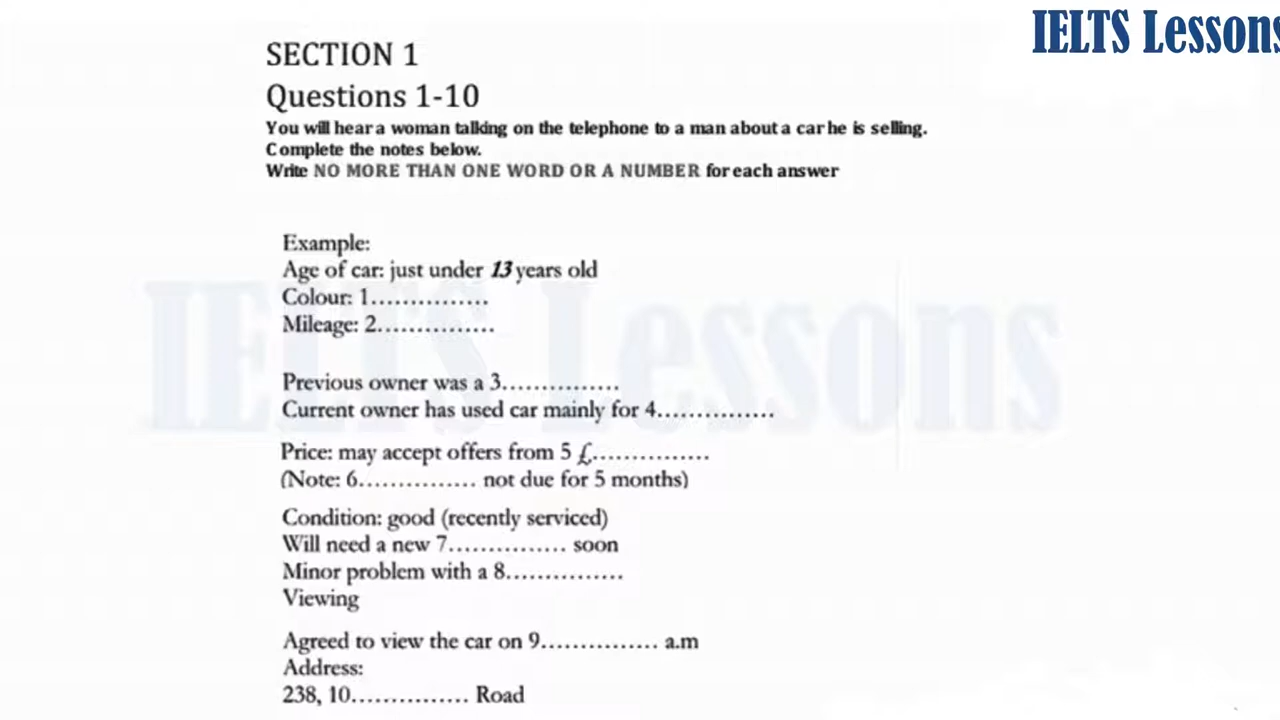 IELTS Lessons
SECTION 1
Questions 1-10
You will hear a woman talking on the telephone to a man about a car he is selling.
Complete the notes below.
Write NO MORE THAN ONE WORD OR A NUMBER for each answer
Example:
Age of car: just under 13 years old
Colour: 1...............
Mileage: 2...............
IELTS Lessons
Previous owner was a 3...............
Current owner has used car mainly for 4...............
Price: may accept offers from 5 £...............
(Note: 6............... not due for 5 months)
Condition: good (recently serviced)
Will need a new 7............... soon
Minor problem with a 8...............
Viewing
Agreed to view the car on 9............... a.m
Address:
238, 10............... Road